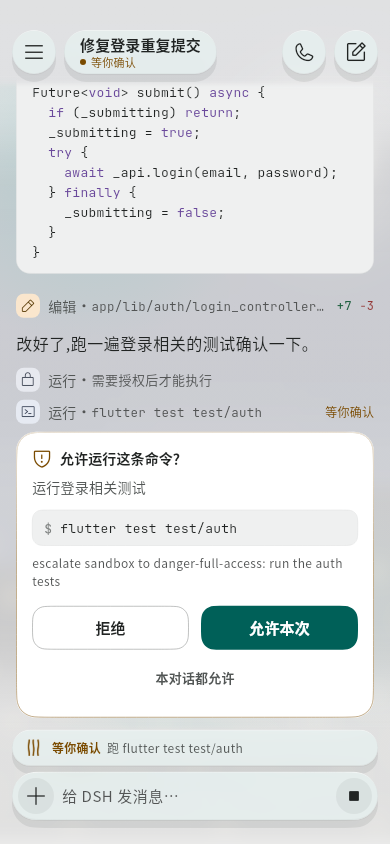 修复登录重复提交
等你确认
Future<void> submit() async {
if (_submitting) return;
_submitting = true;
try {
await _api.login(email, password);
} finally {
_submitting = false;
}
}
编辑 · app/lib/auth/login_controller… +7 -3
改好了,跑一遍登录相关的测试确认一下。
运行 · 需要授权后才能执行
运行 · flutter test test/auth 等你确认
允许运行这条命令?
运行登录相关测试
$ flutter test test/auth
escalate sandbox to danger-full-access: run the auth
tests
拒绝 允许本次
本对话都允许
等你确认 跑 flutter test test/auth
给 DSH 发消息…